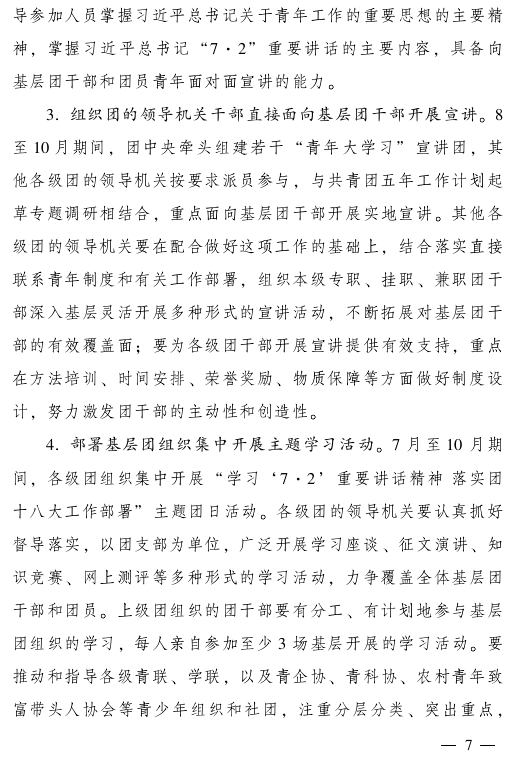 导参加人员掌握习近平总书记关于青年工作的重要思想的主要精
神，掌握习近平总书记“7·2”重要讲话的主要内容，具备向
基层团干部和团员青年面对面宣讲的能力。
3. 组织团的领导机关干部直接面向基层团干部开展宣讲。8
至 10 月期间，团中央牵头组建若干“青年大学习”宣讲团，其
他各级团的领导机关按要求派员参与，与共青团五年工作计划起
草专题调研相结合，重点面向基层团干部开展实地宣讲。其他各
级团的领导机关要在配合做好这项工作的基础上，结合落实直接
联系青年制度和有关工作部署，组织本级专职、挂职、兼职团干
部深入基层灵活开展多种形式的宣讲活动，不断拓展对基层团干
部的有效覆盖面；要为各级团干部开展宣讲提供有效支持，重点
在方法培训、时间安排、荣誉奖励、物质保障等方面做好制度设
计，努力激发团干部的主动性和创造性。
4. 部署基层团组织集中开展主题学习活动。7 月至 10 月期
间，各级团组织集中开展“学习‘7·2’重要讲话精神 落实团
十八大工作部署”主题团日活动。各级团的领导机关要认真抓好
督导落实，以团支部为单位，广泛开展学习座谈、征文演讲、知
识竞赛、网上测评等多种形式的学习活动，力争覆盖全体基层团
干部和团员。上级团组织的团干部要有分工、有计划地参与基层
团组织的学习，每人亲自参加至少 3 场基层开展的学习活动。要
推动和指导各级青联、学联，以及青企协、青科协、农村青年致
富带头人协会等青少年组织和社团，注重分层分类、突出重点，
— 7 —